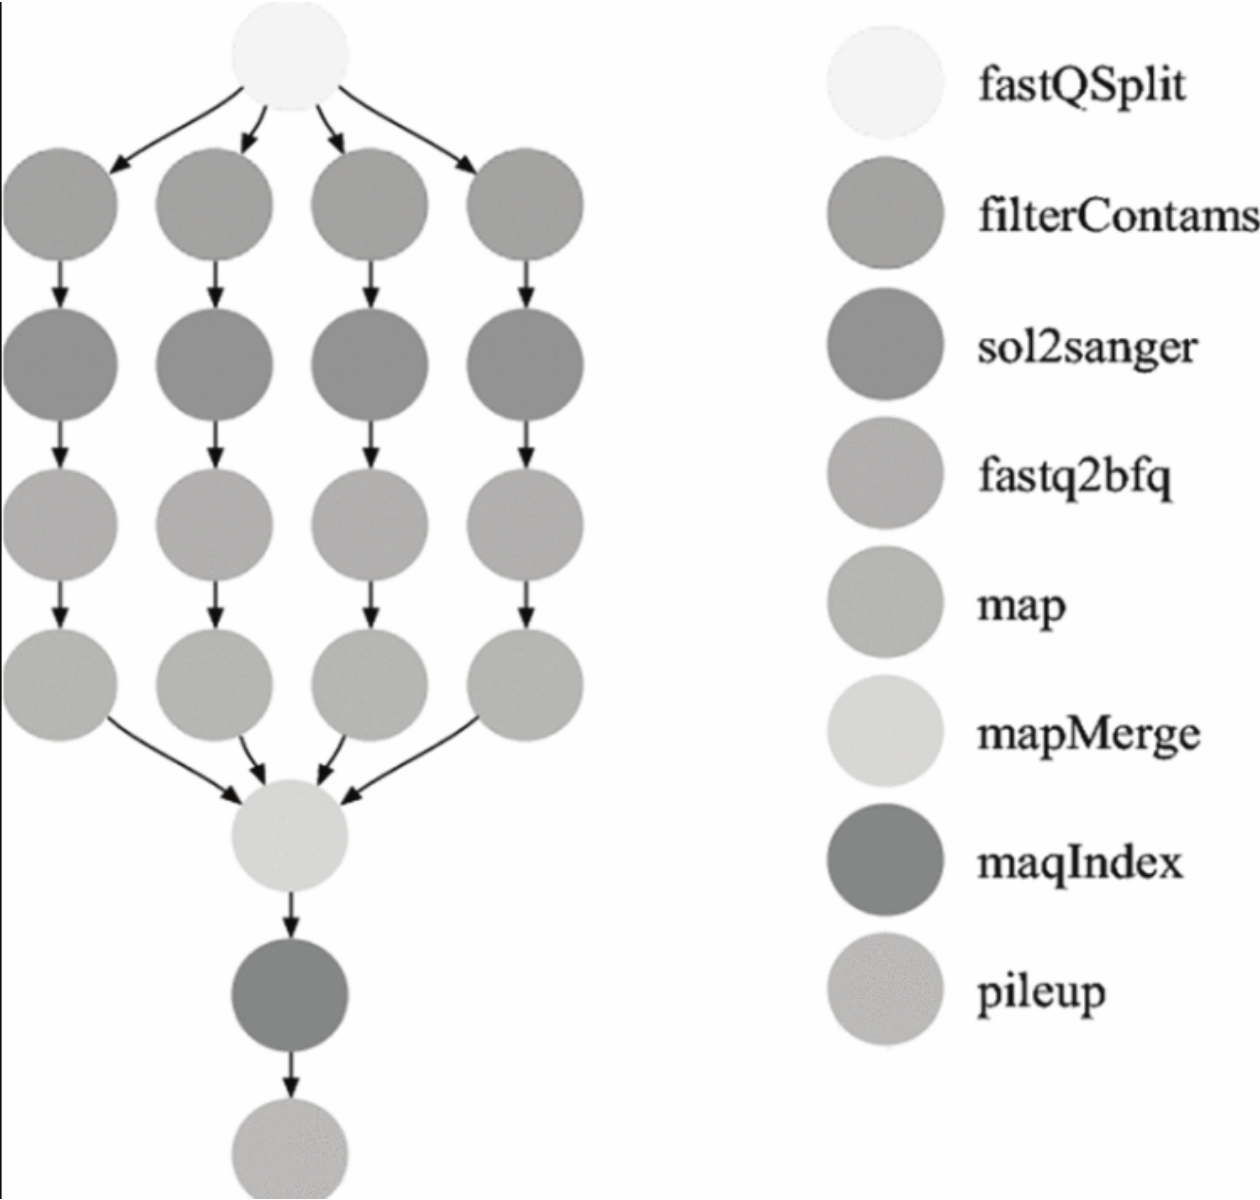 fastQSplit
filterContams
sol2sanger
fastq2bfq
map
mapMerge
maqIndex
pileup